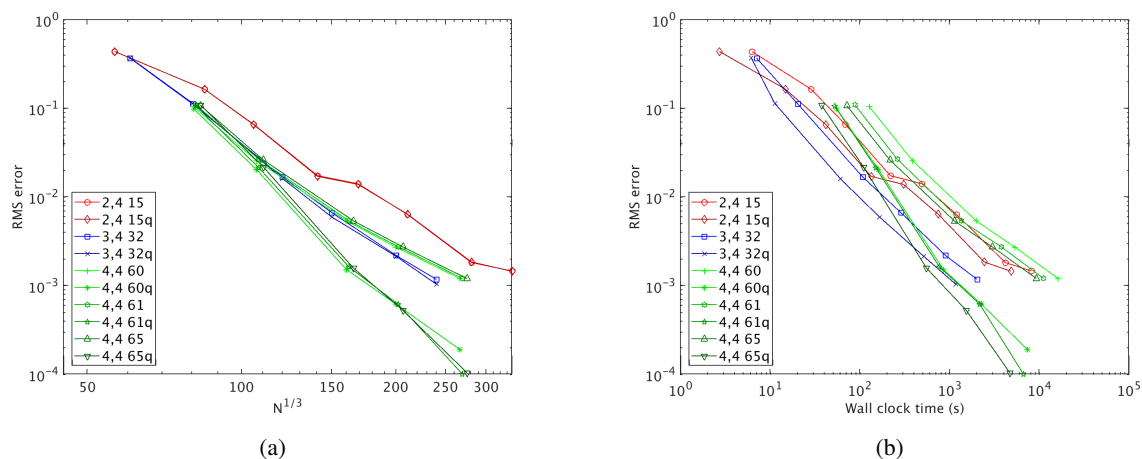 10^0
10^-1
10^-2
10^-3
10^-4
RMS error
2,4 15
2,4 15q
3,4 32
3,4 32q
4,4 60
4,4 60q
4,4 61
4,4 61q
4,4 65
4,4 65q
50 100 150 200 250 300
N^1/3
(a)
10^0
10^-1
10^-2
10^-3
10^-4
RMS error
2,4 15
2,4 15q
3,4 32
3,4 32q
4,4 60
4,4 60q
4,4 61
4,4 61q
4,4 65
4,4 65q
10^0 10^1 10^2 10^3 10^4 10^5
Wall clock time (s)
(b)